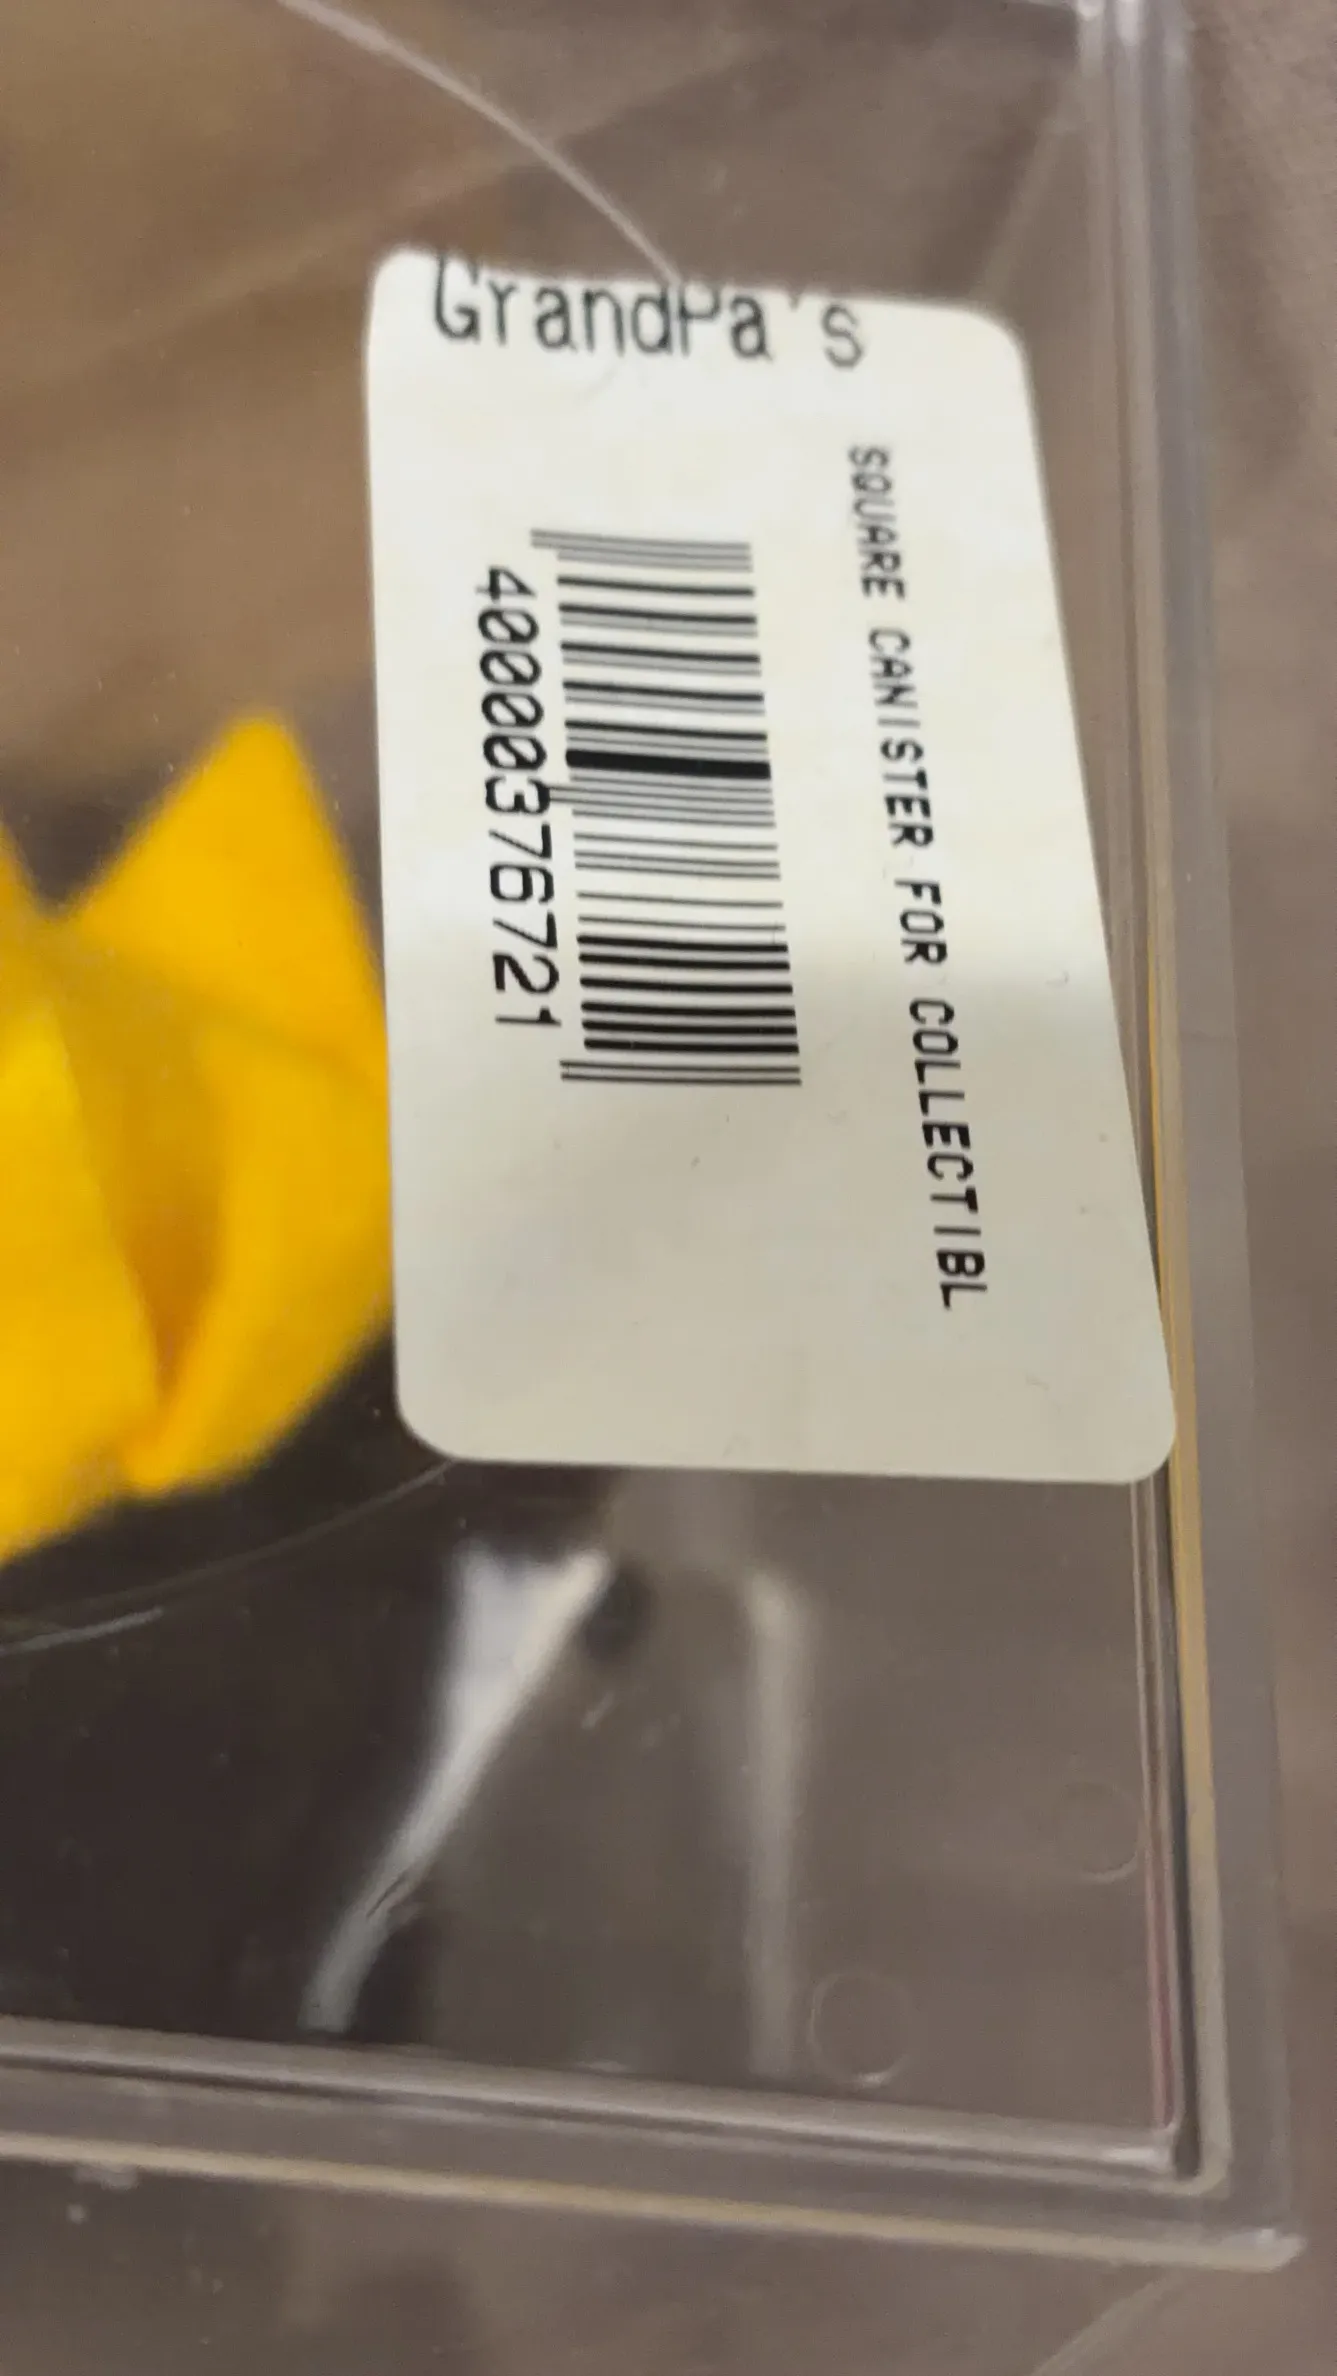 GrandPa's
SQUARE CANISTER FOR COLLECTIBL
400000376721